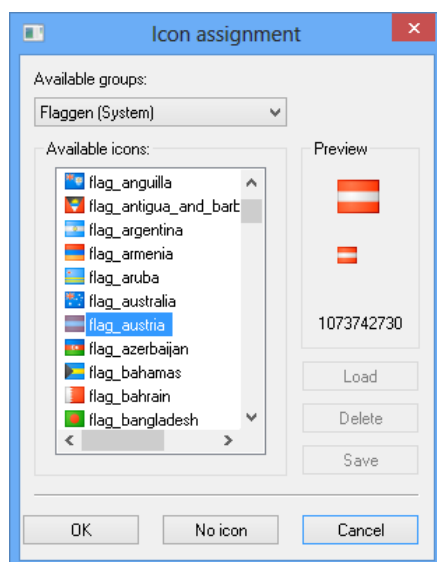 Icon assignment
Available groups:
Flaggen (System)
Available icons:
flag_anguilla
flag_antigua_and_bart
flag_argentina
flag_armenia
flag_aruba
flag_australia
flag_austria
flag_azerbaijan
flag_bahamas
flag_bahrain
flag_bangladesh
Preview
1073742730
Load
Delete
Save
OK
No icon
Cancel